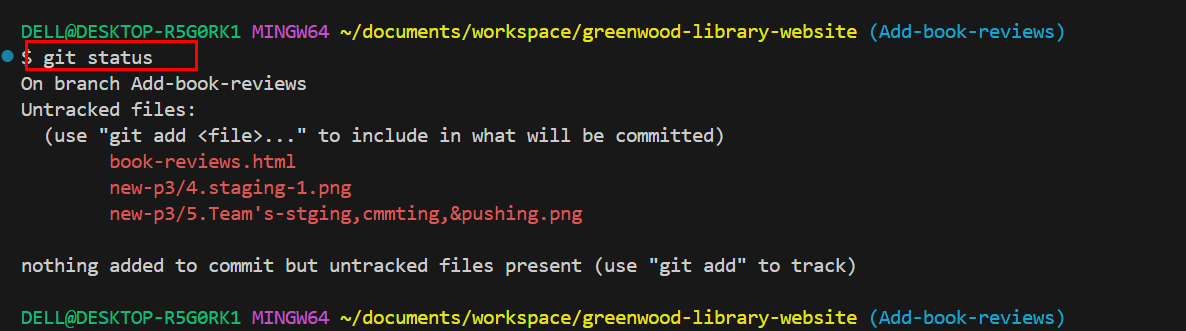 DELL@DESKTOP-R5G0RK1 MINGW64 ~/documents/workspace/greenwood-library-website (Add-book-reviews)
$ git status
On branch Add-book-reviews
Untracked files:
  (use "git add <file>..." to include in what will be committed)
        book-reviews.html
        new-p3/4.staging-1.png
        new-p3/5.Team's-stging,cmmting,&pushing.png
nothing added to commit but untracked files present (use "git add" to track)
DELL@DESKTOP-R5G0RK1 MINGW64 ~/documents/workspace/greenwood-library-website (Add-book-reviews)